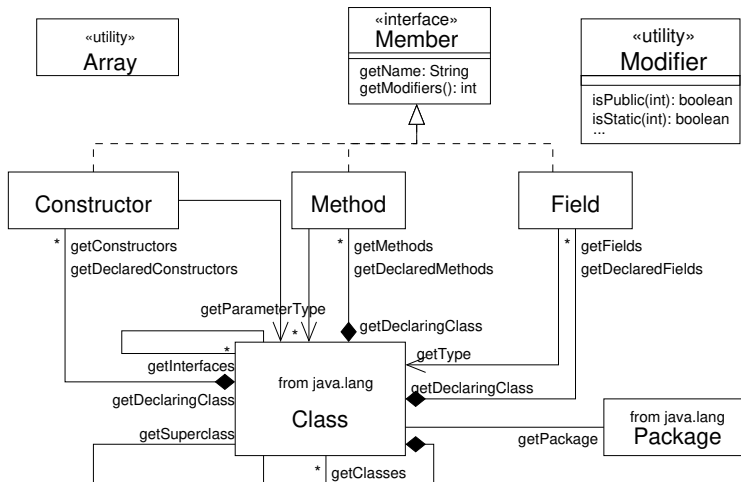 «interface»
Member
getName: String
getModifiers(): int
«utility»
Array
«utility»
Modifier
isPublic(int): boolean
isStatic(int): boolean
...
Constructor
Method
Field
* getConstructors
getDeclaredConstructors
* getMethods
getDeclaredMethods
* getFields
getDeclaredFields
getParameterType
*
getDeclaringClass
*
getInterfaces
getType
from java.lang
Class
getDeclaringClass
getDeclaringClass
getSuperclass
getPackage
from java.lang
Package
* getClasses